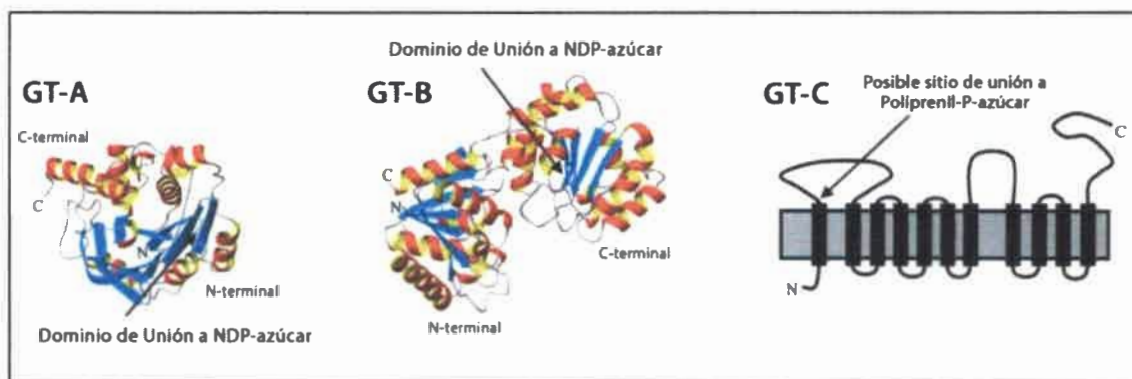 GT-A
C-terminal
C
N
N-terminal
Dominio de Unión a NDP-azúcar
Dominio de Unión a NDP-azúcar
GT-B
C
N
C-terminal
N-terminal
GT-C
Posible sitio de unión a
Poliprenil-P-azúcar
C
N